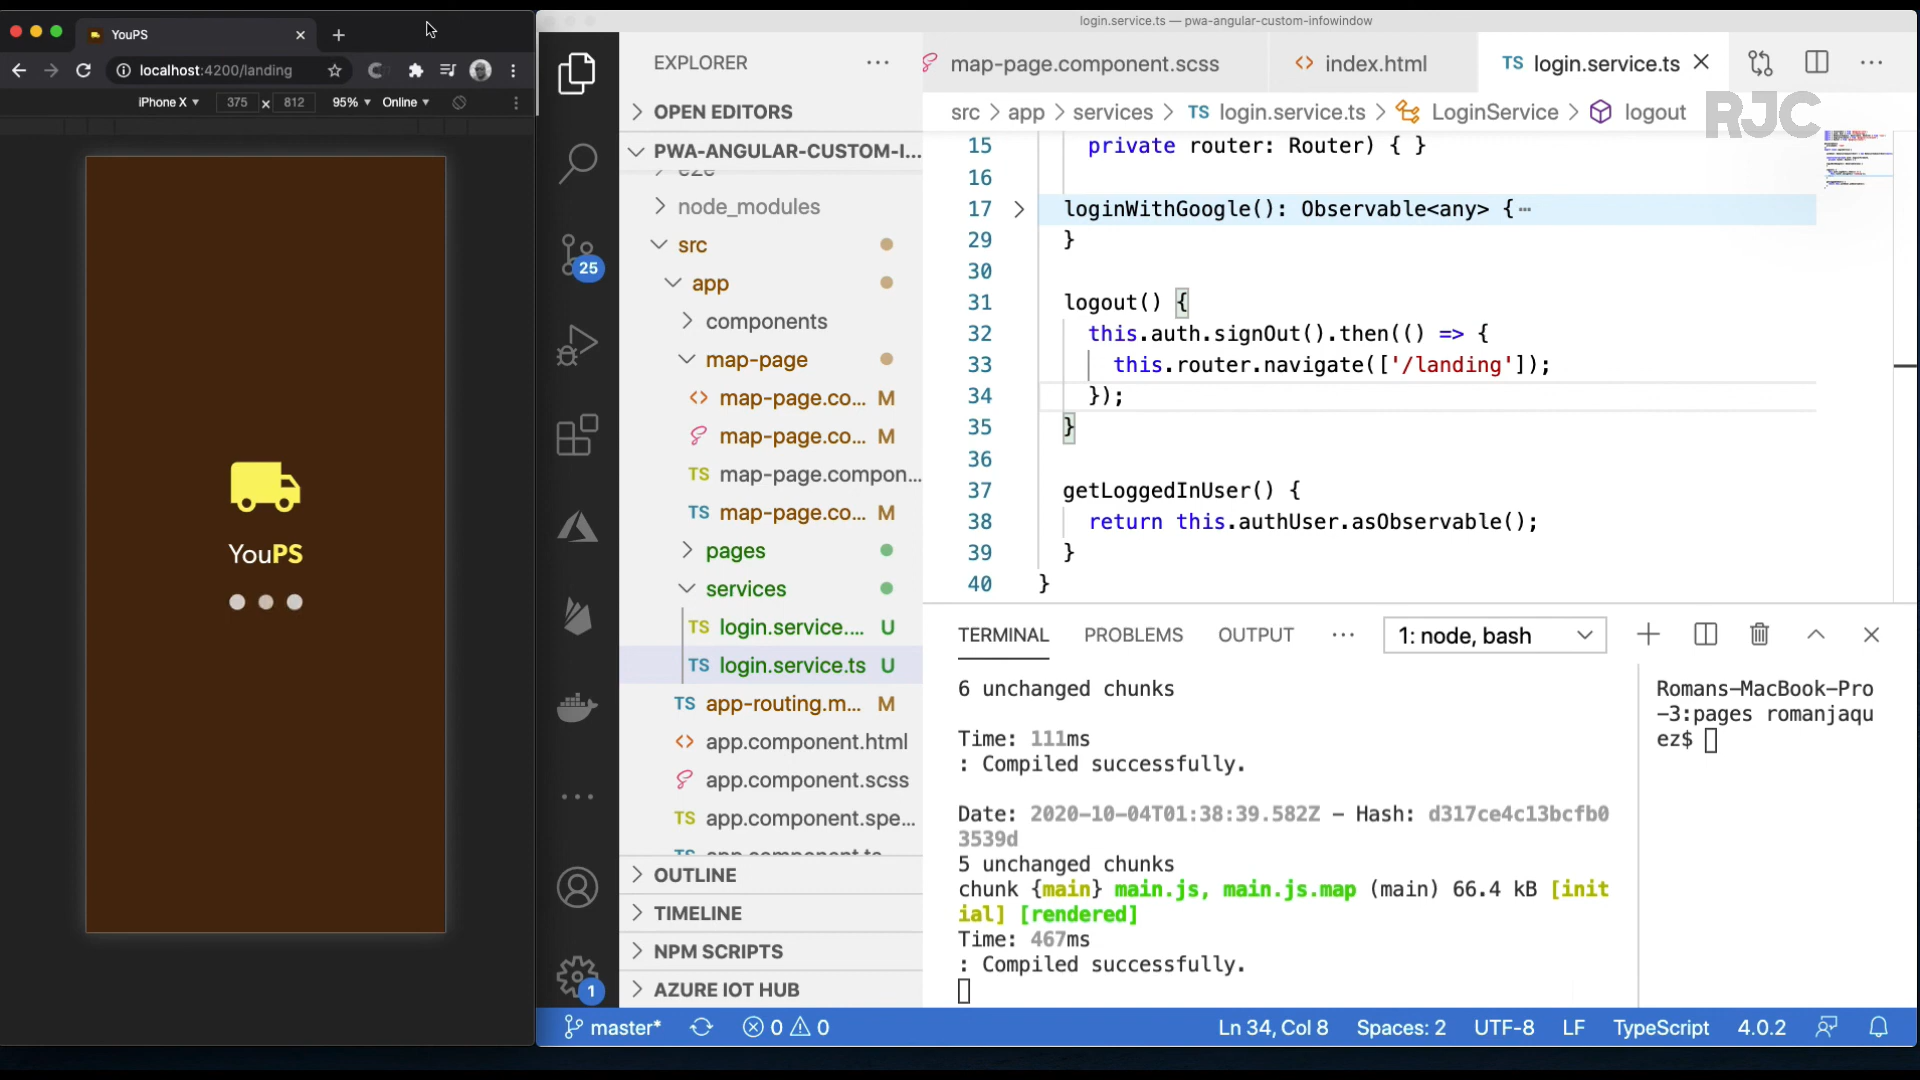 YouPS
localhost:4200/landing
iPhone X ▾ 375 x 812 95% ▾ Online ▾
YouPS
login.service.ts — pwa-angular-custom-infowindow
EXPLORER
OPEN EDITORS
PWA-ANGULAR-CUSTOM-I...
node_modules
src
app
components
map-page
map-page.co... M
map-page.co... M
TS map-page.compon...
TS map-page.co... M
pages
services
TS login.service.... U
TS login.service.ts U
TS app-routing.m... M
app.component.html
app.component.scss
TS app.component.spe...
OUTLINE
TIMELINE
NPM SCRIPTS
AZURE IOT HUB
25
1
map-page.component.scss
index.html
TS login.service.ts
src > app > services > TS login.service.ts > LoginService > logout
RJC
15 private router: Router) { }
16
17 loginWithGoogle(): Observable<any> {⋯
29 }
30
31 logout() {
32 this.auth.signOut().then(() => {
33 this.router.navigate(['/landing']);
34 });
35 }
36
37 getLoggedInUser() {
38 return this.authUser.asObservable();
39 }
40 }
TERMINAL PROBLEMS OUTPUT ⋯ 1: node, bash
6 unchanged chunks
Time: 111ms
: Compiled successfully.
Date: 2020-10-04T01:38:39.582Z - Hash: d317ce4c13bcfb0
3539d
5 unchanged chunks
chunk {main} main.js, main.js.map (main) 66.4 kB [init
ial] [rendered]
Time: 467ms
: Compiled successfully.
Romans-MacBook-Pro
-3:pages romanjaqu
ez$
master* 0 0 Ln 34, Col 8 Spaces: 2 UTF-8 LF TypeScript 4.0.2